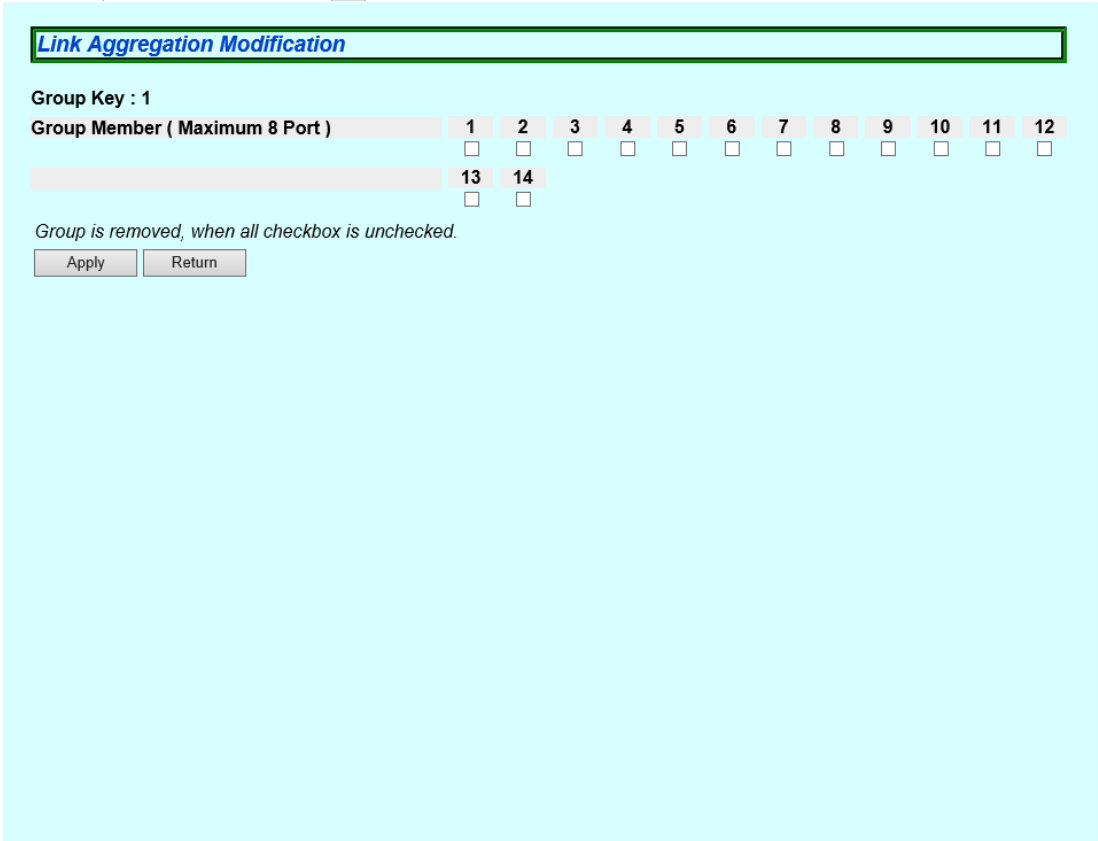 Link Aggregation Modification
Group Key : 1
Group Member ( Maximum 8 Port ) 1 2 3 4 5 6 7 8 9 10 11 12
13 14
Group is removed, when all checkbox is unchecked.
Apply Return